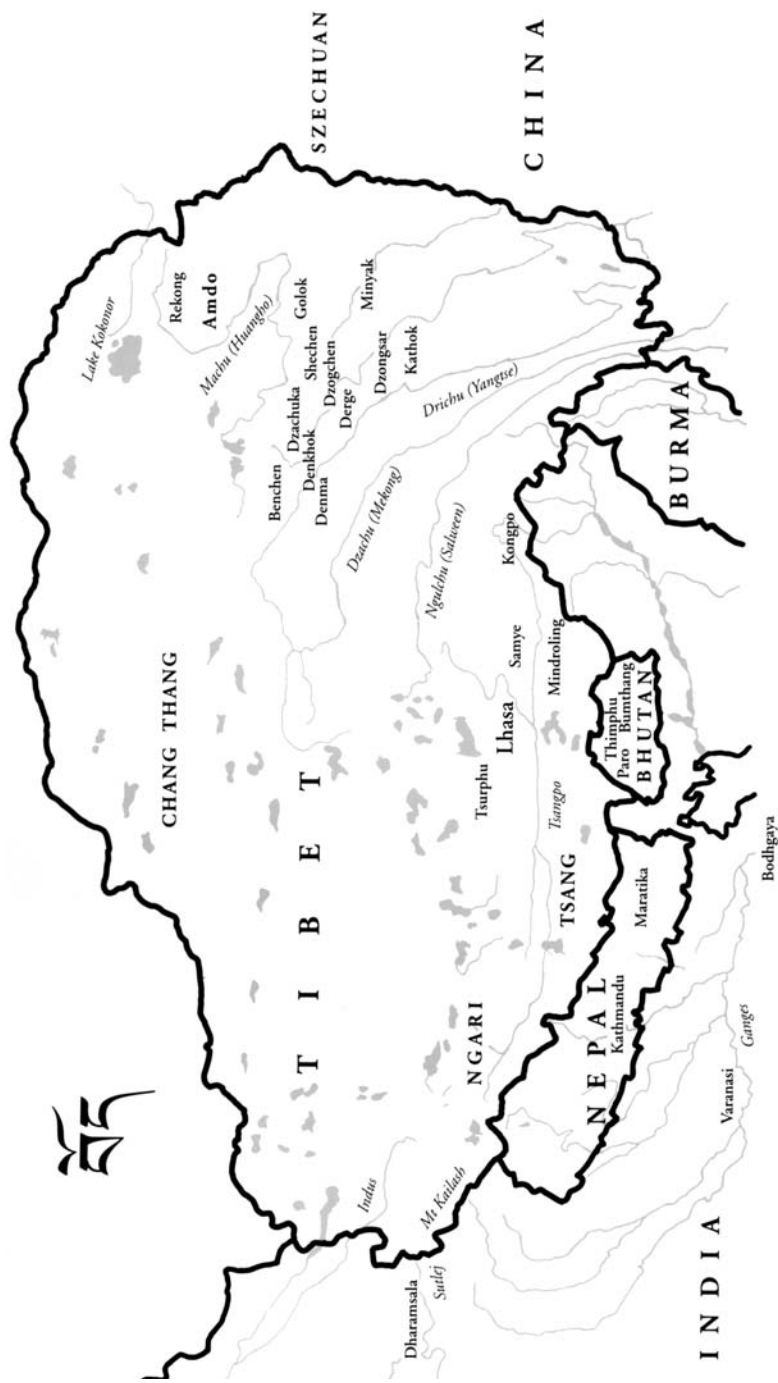 བོད
Lake Kokonor
CHANG THANG
Rekong
Amdo
Machu (Huangho)
Benchen
Dzachuka
Golok
TIBET
Denkhok
Shechen
SZECHUAN
Denma
Dzogchen
Derge
Indus
Dzachu (Mekong)
Minyak
Dzongsar
Kathok
Dharamsala
Mt Kailash
Sutlej
Ngulchu (Salween)
Drichu (Yangtse)
NGARI
Tsurphu
Lhasa
Samye
Kongpo
CHINA
Tsangpo
Mindroling
TSANG
NEPAL
Kathmandu
Maratika
Thimphu
Paro Bumthang
BHUTAN
BURMA
INDIA
Varanasi
Ganges
Bodhgaya